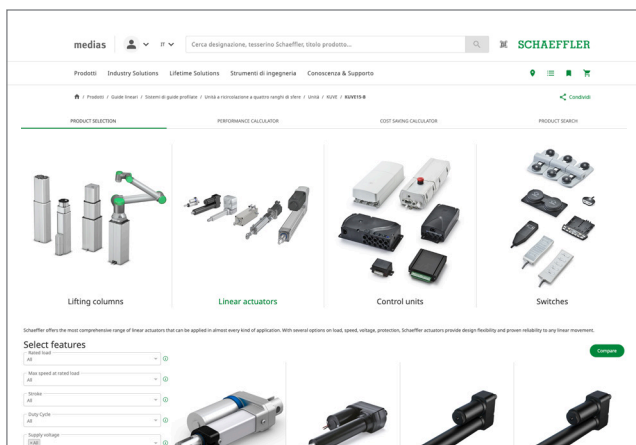 medias IT Cerca designazione, tesserino Schaeffler, titolo prodotto... SCHAEFFLER
Prodotti Industry Solutions Lifetime Solutions Strumenti di ingegneria Conoscenza & Supporto
/ Prodotti / Guide lineari / Sistemi di guide profilate / Unità a ricircolazione a quattro ranghi di sfere / Unità / KUVE / KUVE15-B Condividi
PRODUCT SELECTION PERFORMANCE CALCULATOR COST SAVING CALCULATOR PRODUCT SEARCH
Lifting columns Linear actuators Control units Switches
Schaeffler offers the most comprehensive range of linear actuators that can be applied in almost every kind of application. With several options on load, speed, voltage, protection, Schaeffler actuators provide design flexibility and proven reliability to any linear movement.
Select features
Compare
Rated load
All
Max speed at rated load
All
Stroke
All
Duty Cycle
All
Supply voltage